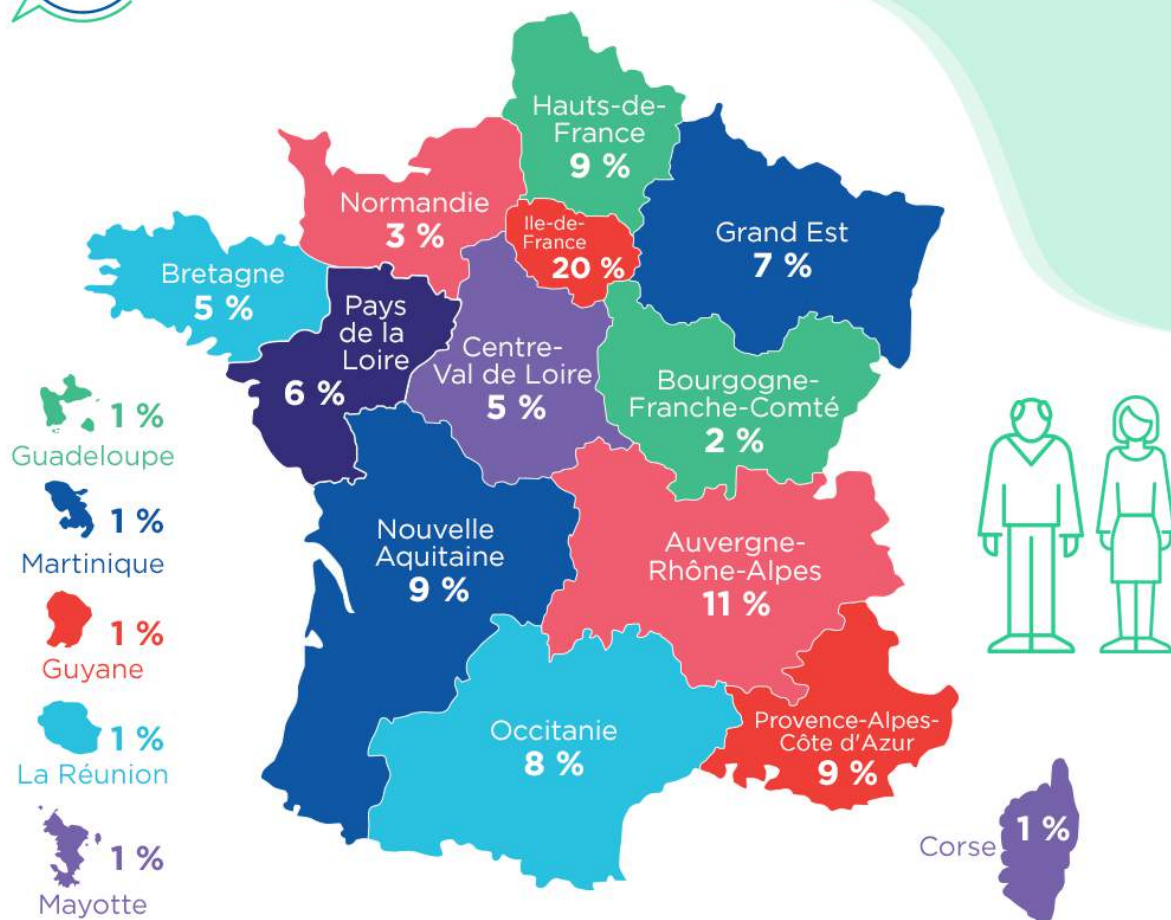 Hauts-de-
France
9 %
Normandie
3 %
Ile-de-
France
20 %
Grand Est
7 %
Bretagne
5 %
Pays
de la
Loire
6 %
Centre-
Val de Loire
5 %
Bourgogne-
Franche-Comté
2 %
1 %
Guadeloupe
1 %
Martinique
1 %
Guyane
1 %
La Réunion
1 %
Mayotte
Nouvelle
Aquitaine
9 %
Auvergne-
Rhône-Alpes
11 %
Occitanie
8 %
Provence-Alpes-
Côte d'Azur
9 %
Corse
1 %